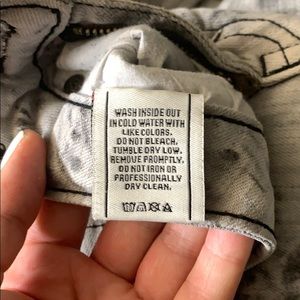 WASH INSIDE OUT
IN COLD WATER WITH
LIKE COLORS.
DO NOT BLEACH.
TUMBLE DRY LOW.
REMOVE PROMPTLY.
DO NOT IRON OR
PROFESSIONALLY
DRY CLEAN.